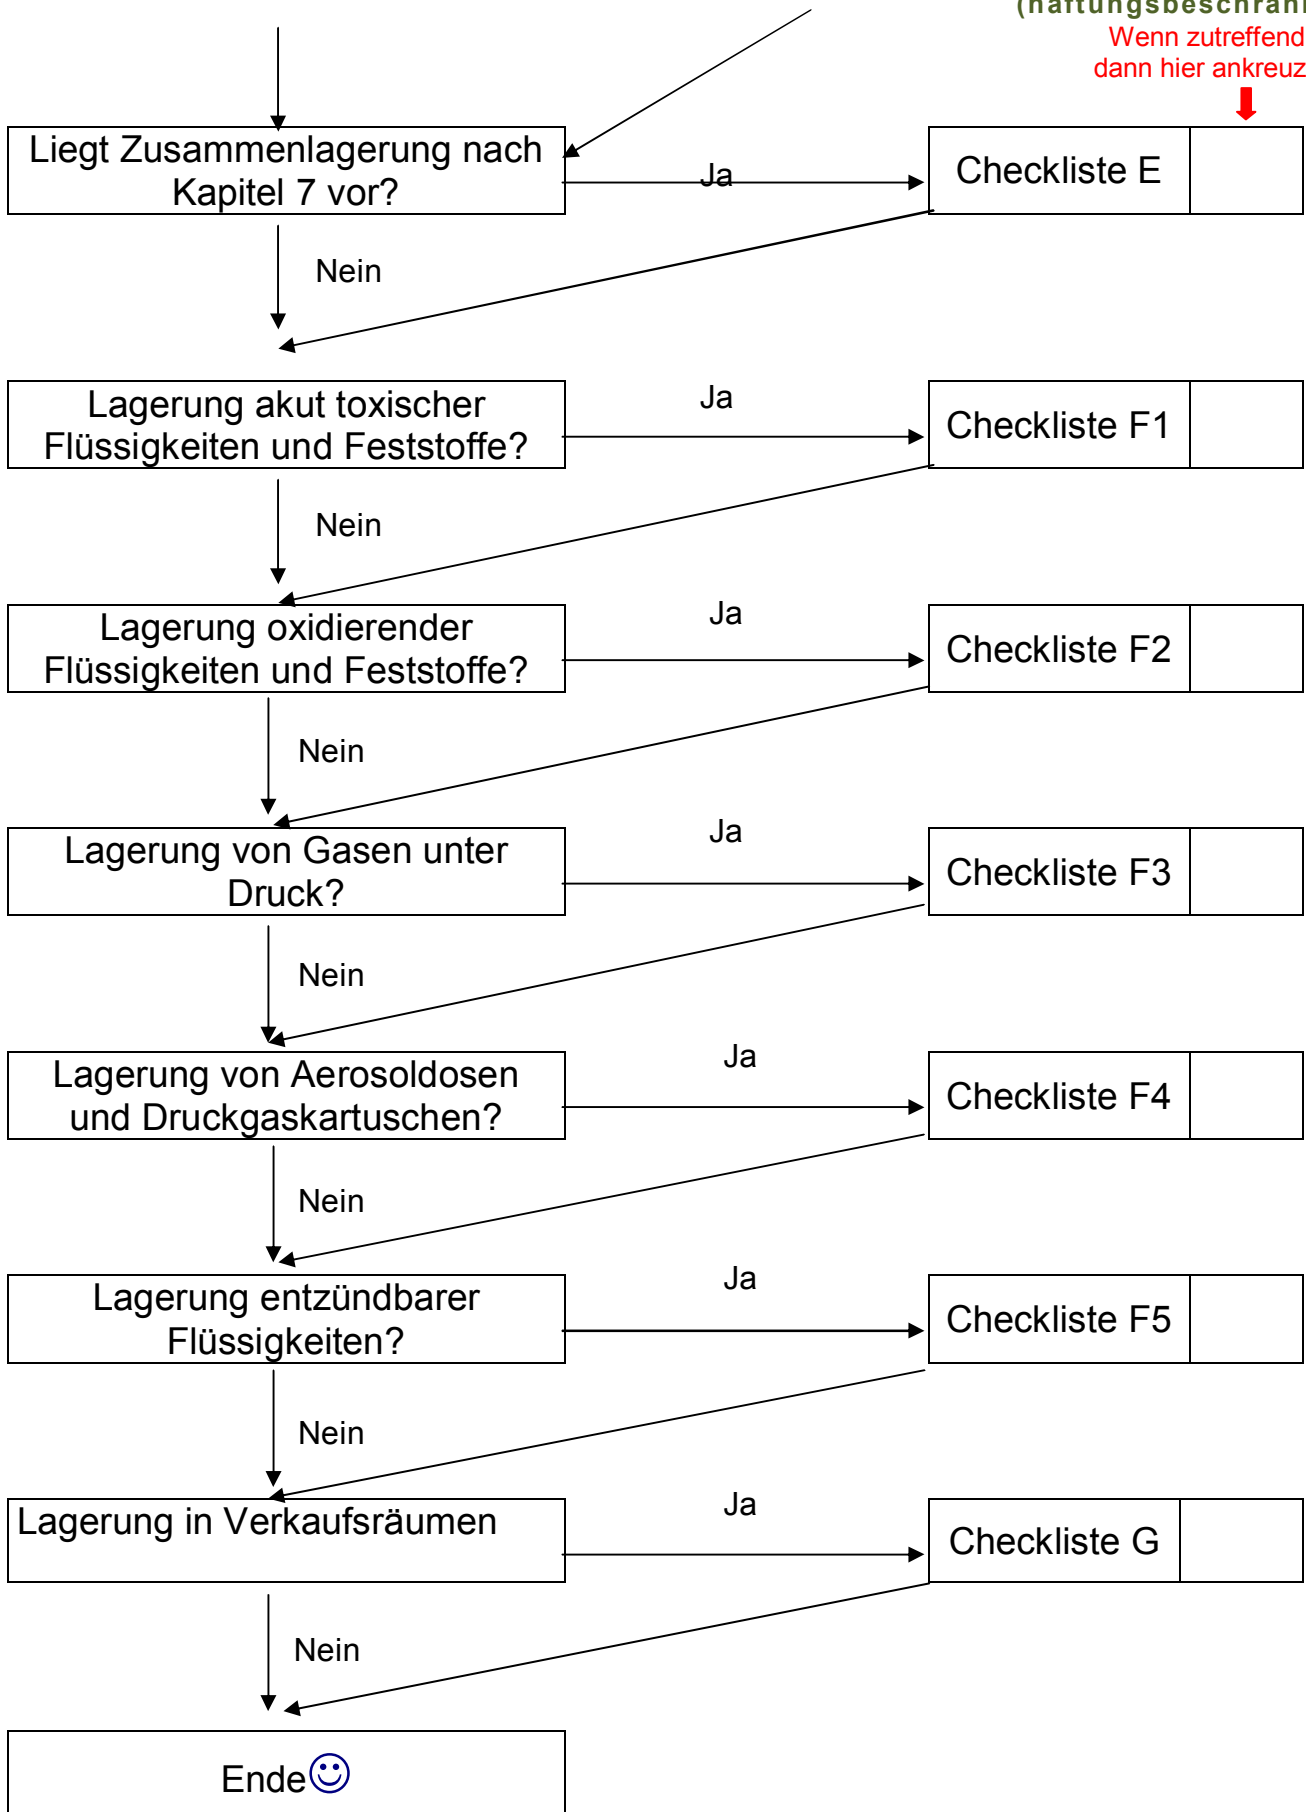 (haftungsbeschränk
Wenn zutreffend
dann hier ankreuz
Liegt Zusammenlagerung nach
Kapitel 7 vor?
Ja
Checkliste E
Nein
Lagerung akut toxischer
Flüssigkeiten und Feststoffe?
Ja
Checkliste F1
Nein
Lagerung oxidierender
Flüssigkeiten und Feststoffe?
Ja
Checkliste F2
Nein
Lagerung von Gasen unter
Druck?
Ja
Checkliste F3
Nein
Lagerung von Aerosoldosen
und Druckgaskartuschen?
Ja
Checkliste F4
Nein
Lagerung entzündbarer
Flüssigkeiten?
Ja
Checkliste F5
Nein
Lagerung in Verkaufsräumen
Ja
Checkliste G
Nein
Ende